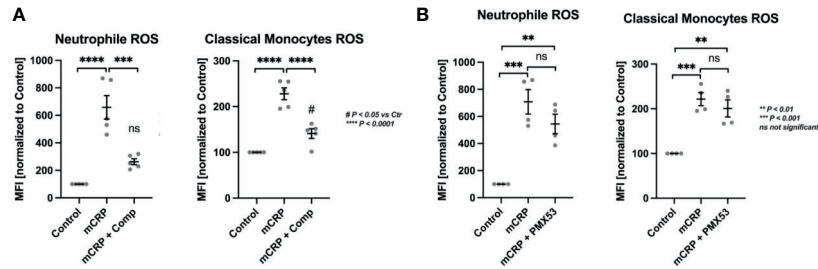 A
Neutrophile ROS
**** ***
MFI [normalized to Control]
1000
800
600
400
200
0
ns
Control
mCRP
mCRP + Comp
Classical Monocytes ROS
**** ****
MFI [normalized to Control]
300
200
100
0
#
Control
mCRP
mCRP + Comp
# P < 0.05 vs Ctr
**** P < 0.0001
B
Neutrophile ROS
**
*** ns
MFI [normalized to Control]
1000
800
600
400
200
0
Control
mCRP
mCRP + PMX53
Classical Monocytes ROS
**
*** ns
MFI [normalized to Control]
300
200
100
0
Control
mCRP
mCRP + PMX53
** P < 0.01
*** P < 0.001
ns not significant